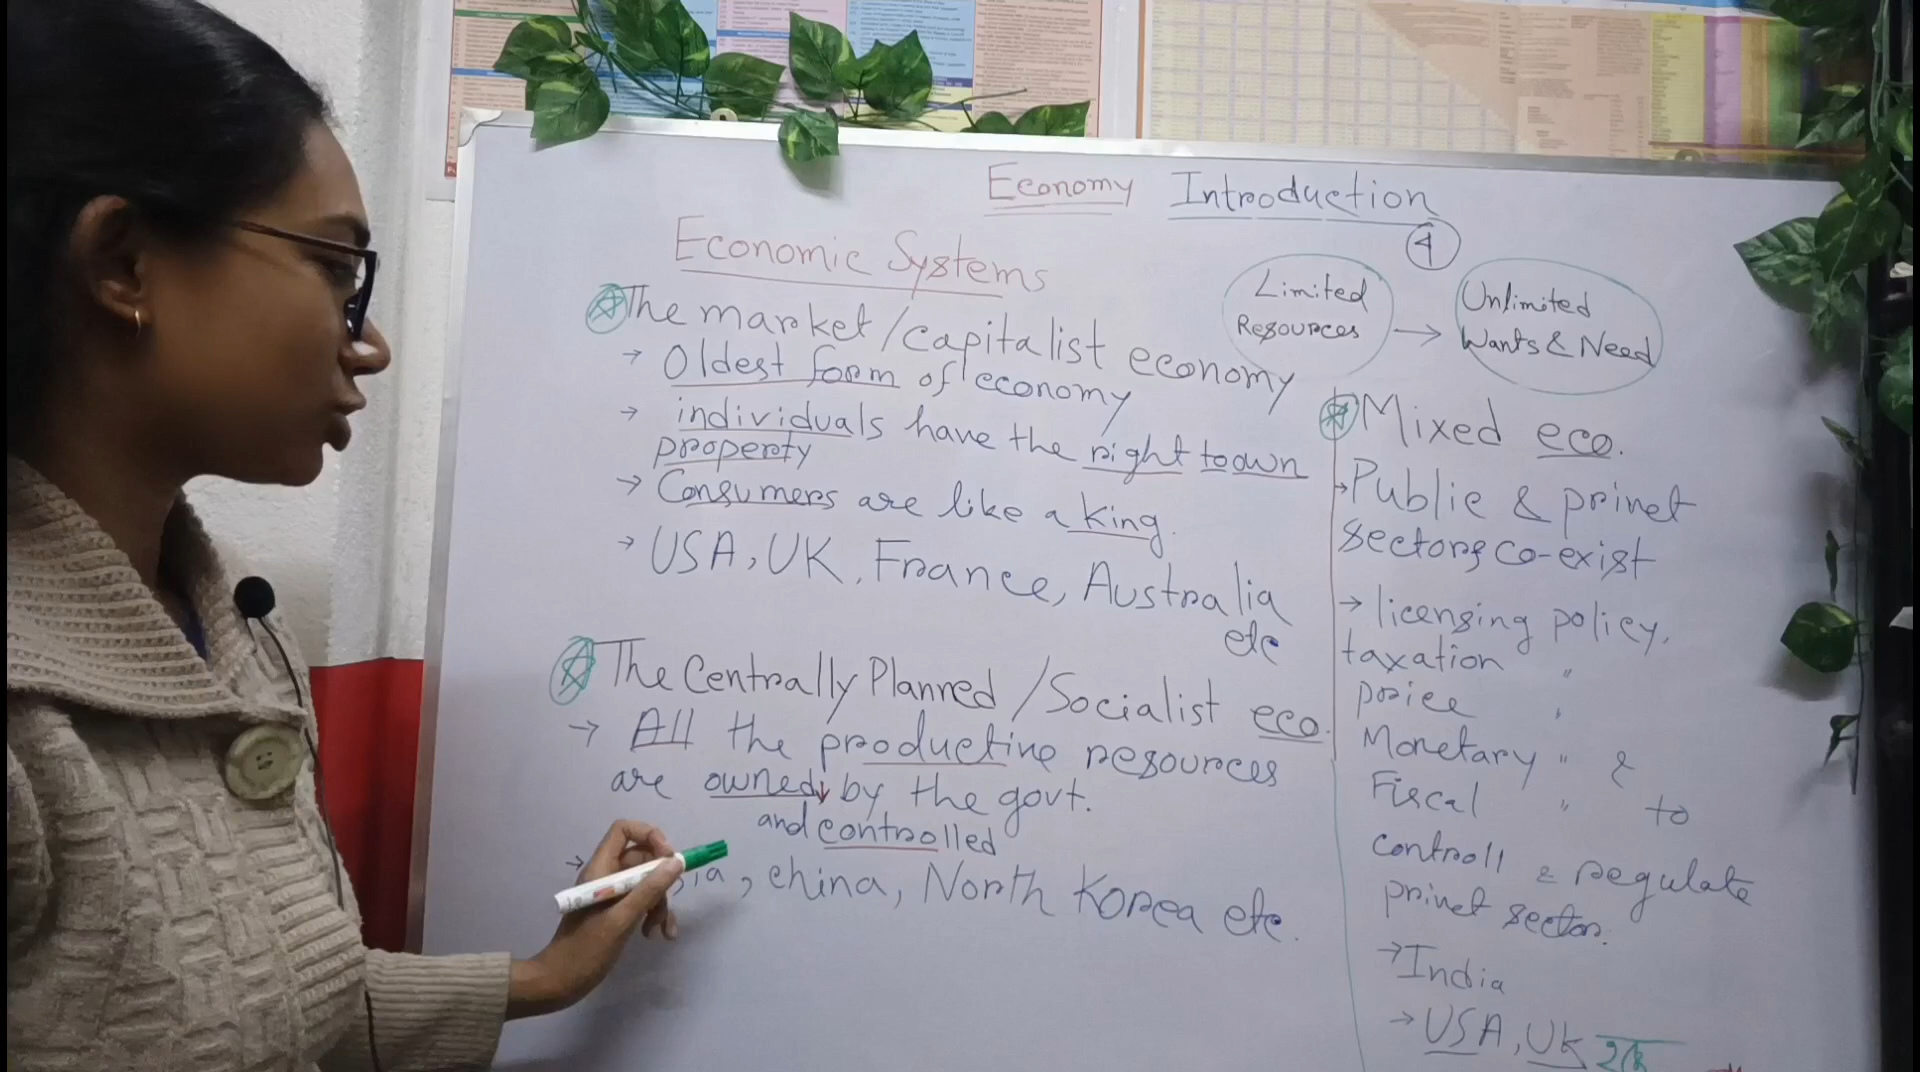 Economy Introduction
4
Economic Systems
Limited
Resources
→
Unlimited
Wants & Need
The market/capitalist economy
→ Oldest form of economy
→ individuals have the right to own
property
→ Consumers are like a king.
→ USA, UK, France, Australia
etc
The Centrally Planned / Socialist eco.
→ All the productive resources
are owned by the govt.
and controlled
→ china, North Korea etc.
Mixed eco.
→ Public & privet
sectors co-exist
→ licensing policy,
taxation "
price "
Monetary " &
Fiscal " to
controll & regulate
privet sector.
→ India
→ USA, UK